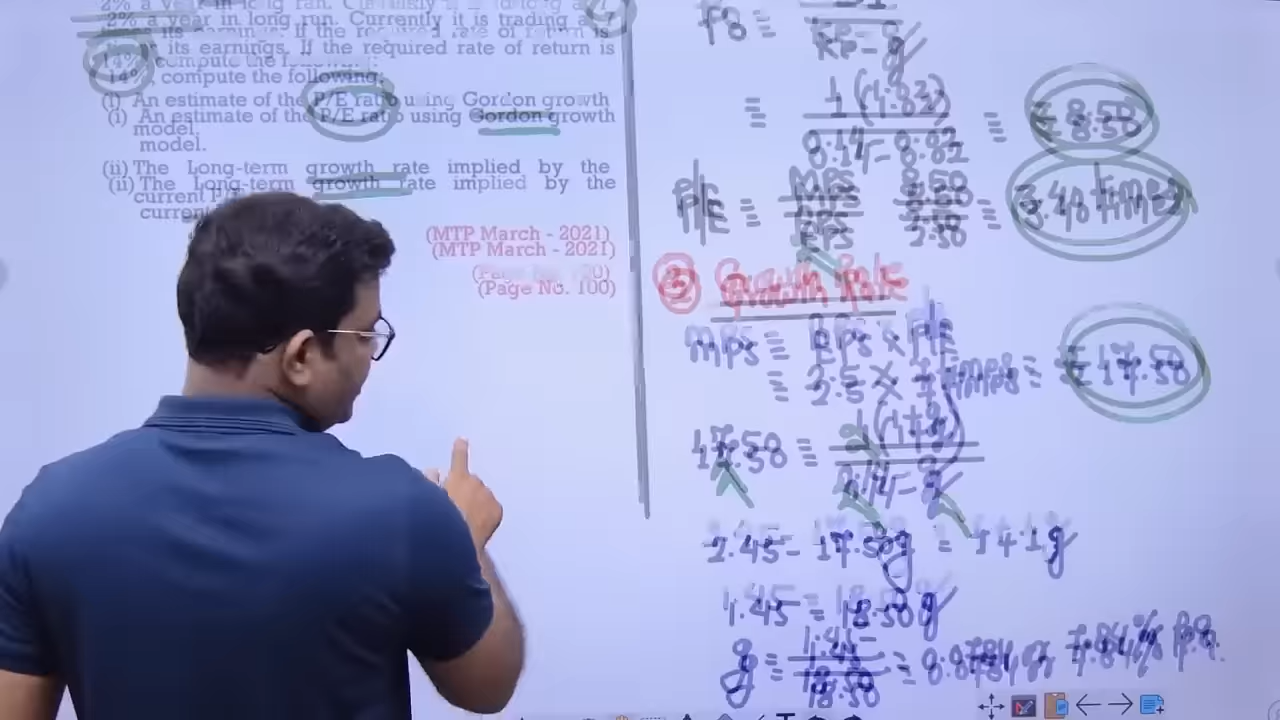 2% a year in long run. Currently it is trading at 7
times its earnings. If the required rate of return is
14%, compute the following:
(i) An estimate of the P/E ratio using Gordon growth
model.
(ii) The Long-term growth rate implied by the
current
(MTP March - 2021)
(Page No. 100)
P0 =
Ke - g
= 1 (1.02) / 0.14 - 0.02 = ₹ 8.50
P/E = MPS / EPS 8.50 / 2.50 = 3.40 times
② Growth Rate
MPS = EPS x P/E
= 2.5 x 7 times = ₹ 17.50
17.50 = 1(1+g) / 0.14 - g
2.45 - 17.50g = 1+1g
1.45 = 18.50g
g = 1.45 / 18.50 = 0.0784 or 7.84% p.a.